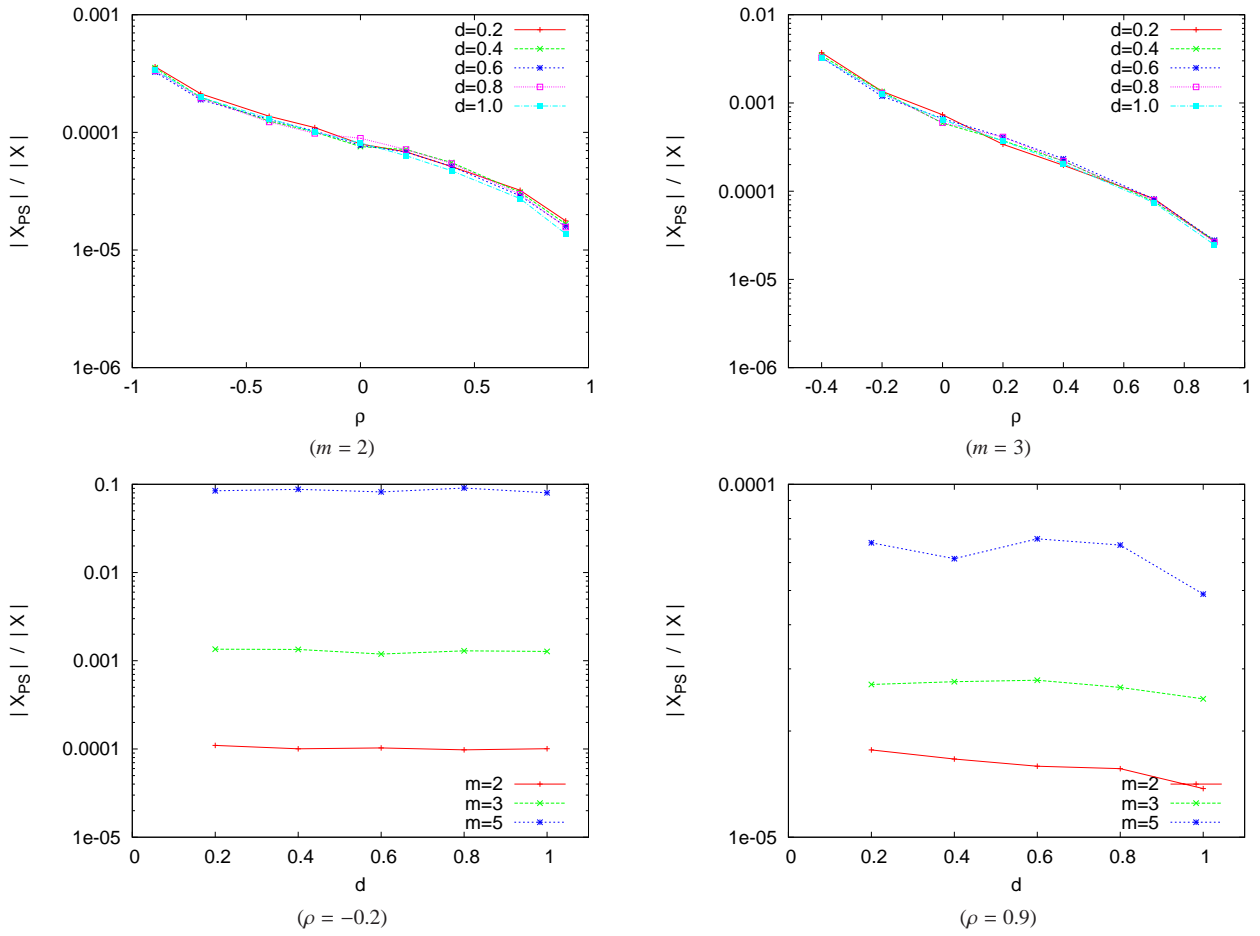 0.001
0.0001
1e-05
1e-06
-1 -0.5 0 0.5 1
| X_PS | / | X |
ρ
d=0.2
d=0.4
d=0.6
d=0.8
d=1.0
(m = 2)
0.01
0.001
0.0001
1e-05
1e-06
-0.4 -0.2 0 0.2 0.4 0.6 0.8 1
| X_PS | / | X |
ρ
d=0.2
d=0.4
d=0.6
d=0.8
d=1.0
(m = 3)
0.1
0.01
0.001
0.0001
1e-05
0 0.2 0.4 0.6 0.8 1
| X_PS | / | X |
d
m=2
m=3
m=5
(ρ = −0.2)
0.0001
1e-05
0 0.2 0.4 0.6 0.8 1
| X_PS | / | X |
d
m=2
m=3
m=5
(ρ = 0.9)